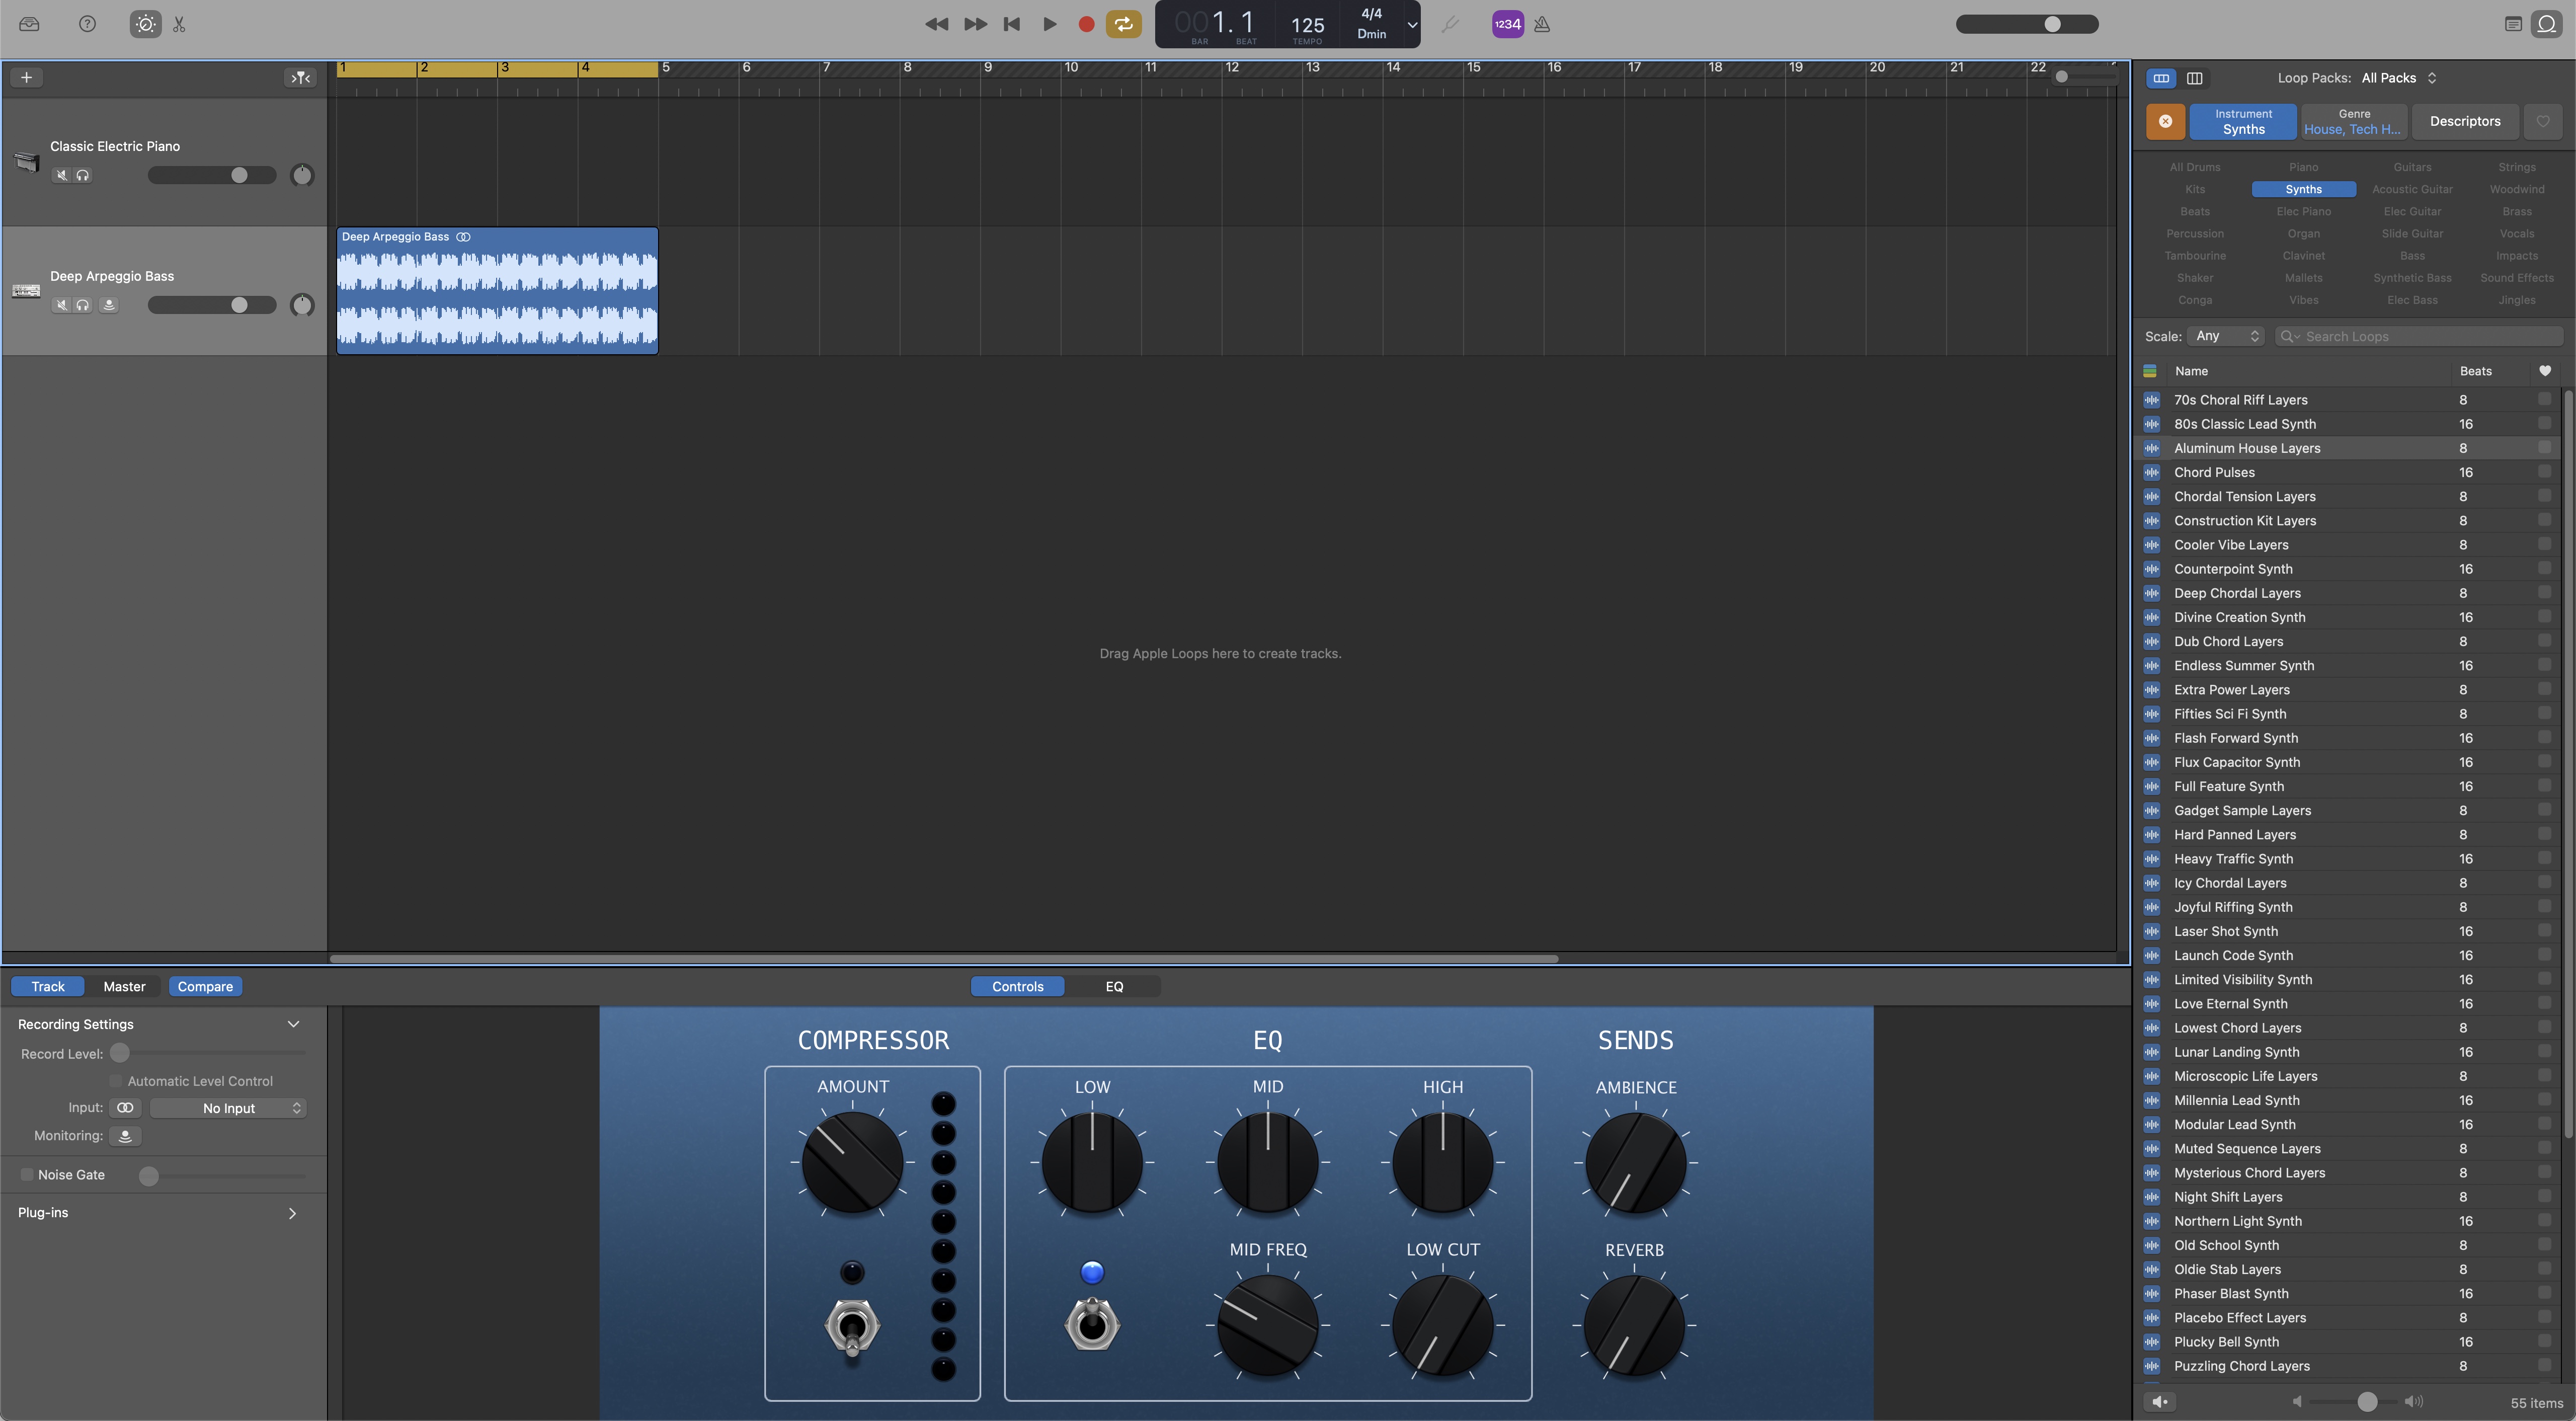 001.1
BAR BEAT
125
TEMPO
4/4
Dmin
1234
1 2 3 4 5 6 7 8 9 10 11 12 13 14 15 16 17 18 19 20 21 22
Classic Electric Piano
Deep Arpeggio Bass
Deep Arpeggio Bass
Drag Apple Loops here to create tracks.
Loop Packs: All Packs
Instrument
Synths
Genre
House, Tech H...
Descriptors
All Drums Piano Guitars Strings
Kits Synths Acoustic Guitar Woodwind
Beats Elec Piano Elec Guitar Brass
Percussion Organ Slide Guitar Vocals
Tambourine Clavinet Bass Impacts
Shaker Mallets Synthetic Bass Sound Effects
Conga Vibes Elec Bass Jingles
Scale: Any Search Loops
Name Beats
70s Choral Riff Layers 8
80s Classic Lead Synth 16
Aluminum House Layers 8
Chord Pulses 16
Chordal Tension Layers 8
Construction Kit Layers 8
Cooler Vibe Layers 8
Counterpoint Synth 16
Deep Chordal Layers 8
Divine Creation Synth 16
Dub Chord Layers 8
Endless Summer Synth 16
Extra Power Layers 8
Fifties Sci Fi Synth 8
Flash Forward Synth 16
Flux Capacitor Synth 16
Full Feature Synth 16
Gadget Sample Layers 8
Hard Panned Layers 8
Heavy Traffic Synth 16
Icy Chordal Layers 8
Joyful Riffing Synth 8
Laser Shot Synth 16
Launch Code Synth 16
Limited Visibility Synth 16
Love Eternal Synth 16
Lowest Chord Layers 8
Lunar Landing Synth 16
Microscopic Life Layers 8
Millennia Lead Synth 16
Modular Lead Synth 16
Muted Sequence Layers 8
Mysterious Chord Layers 8
Night Shift Layers 8
Northern Light Synth 16
Old School Synth 8
Oldie Stab Layers 8
Phaser Blast Synth 16
Placebo Effect Layers 8
Plucky Bell Synth 16
Puzzling Chord Layers 8
55 items
Track Master Compare
Controls EQ
Recording Settings
Record Level:
Automatic Level Control
Input: No Input
Monitoring:
Noise Gate
Plug-ins
COMPRESSOR EQ SENDS
AMOUNT LOW MID HIGH AMBIENCE
MID FREQ LOW CUT REVERB